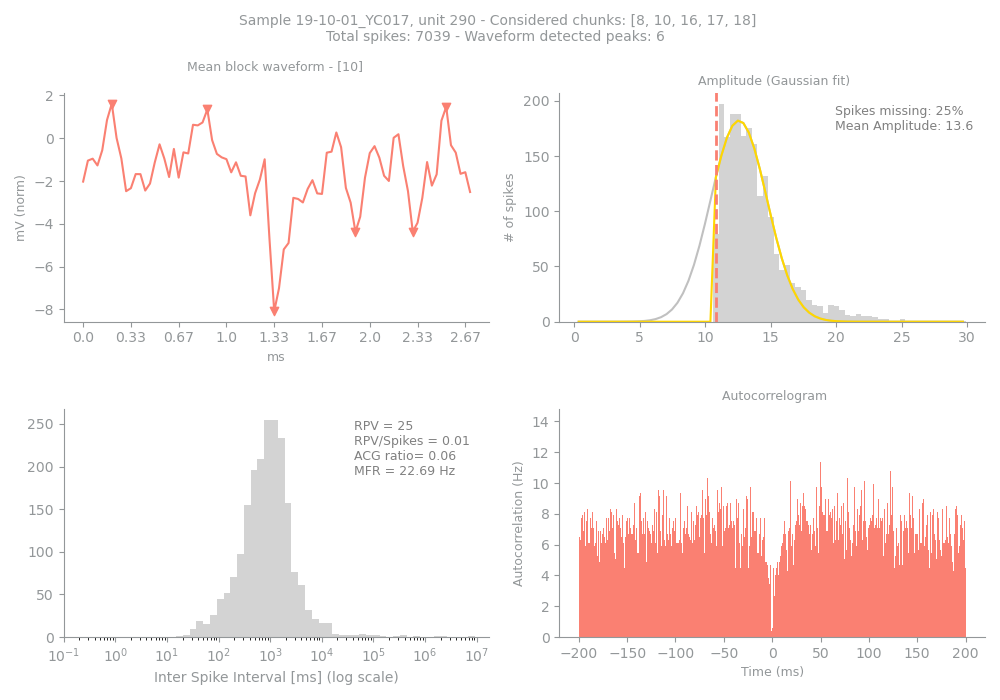 Sample 19-10-01_YC017, unit 290 - Considered chunks: [8, 10, 16, 17, 18]
Total spikes: 7039 - Waveform detected peaks: 6
Mean block waveform - [10]
2
0
−2
−4
−6
−8
mV (norm)
0.0 0.33 0.67 1.0 1.33 1.67 2.0 2.33 2.67
ms
Amplitude (Gaussian fit)
Spikes missing: 25%
Mean Amplitude: 13.6
200
150
100
50
0
# of spikes
0 5 10 15 20 25 30
RPV = 25
RPV/Spikes = 0.01
ACG ratio= 0.06
MFR = 22.69 Hz
250
200
150
100
50
0
10⁻¹ 10⁰ 10¹ 10² 10³ 10⁴ 10⁵ 10⁶ 10⁷
Inter Spike Interval [ms] (log scale)
Autocorrelogram
14
12
10
8
6
4
2
0
Autocorrelation (Hz)
−200 −150 −100 −50 0 50 100 150 200
Time (ms)